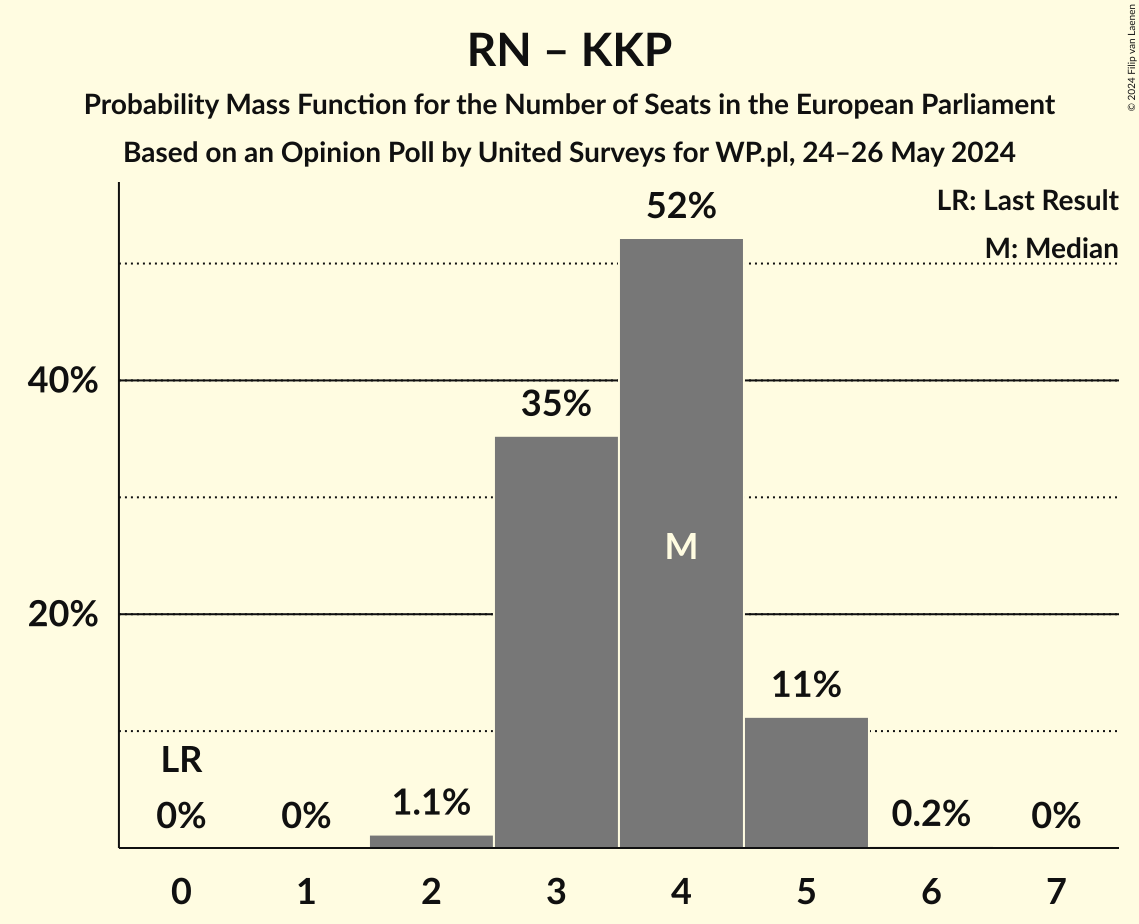 RN – KKP
Probability Mass Function for the Number of Seats in the European Parliament
Based on an Opinion Poll by United Surveys for WP.pl, 24–26 May 2024
© 2024 Filip van Laenen
LR: Last Result
M: Median
52%
40%
35%
M
20%
11%
LR
0%
0%
1.1%
0.2%
0%
0 1 2 3 4 5 6 7